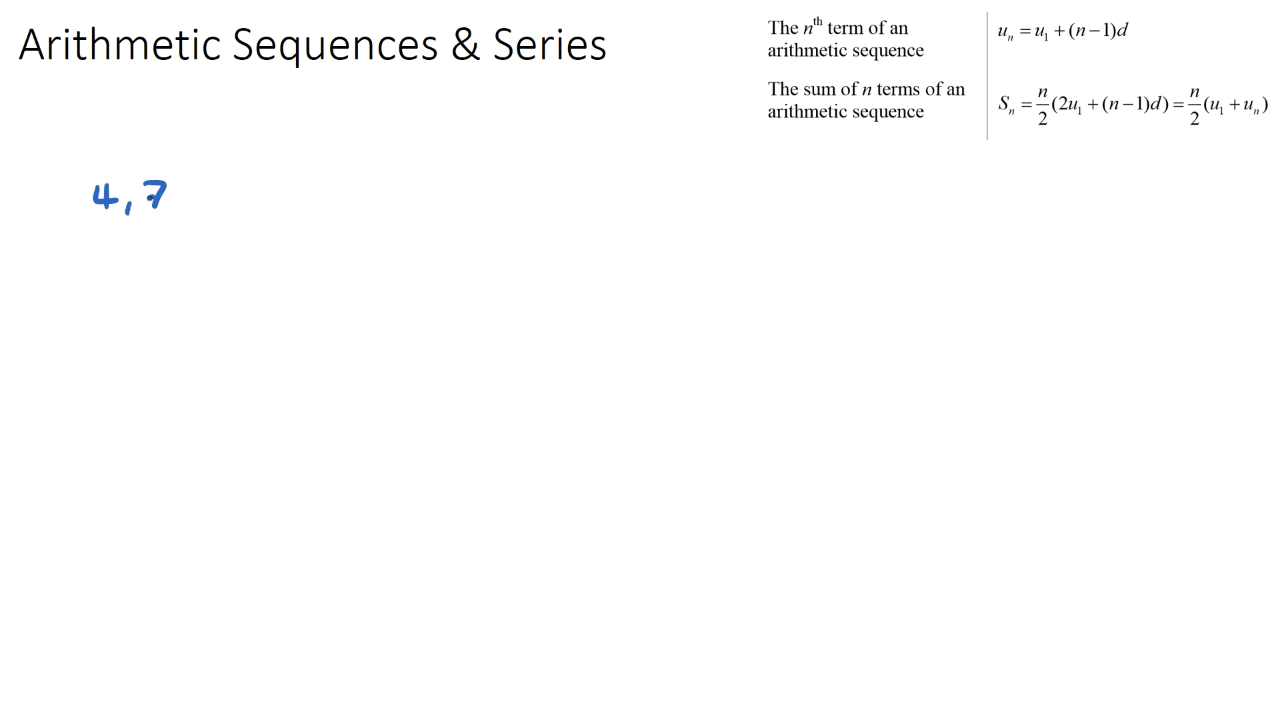 Arithmetic Sequences & Series
The nth term of an
arithmetic sequence
uₙ = u₁ + (n − 1)d
The sum of n terms of an
arithmetic sequence
Sₙ = n/2 (2u₁ + (n − 1)d) = n/2 (u₁ + uₙ)
4, 7